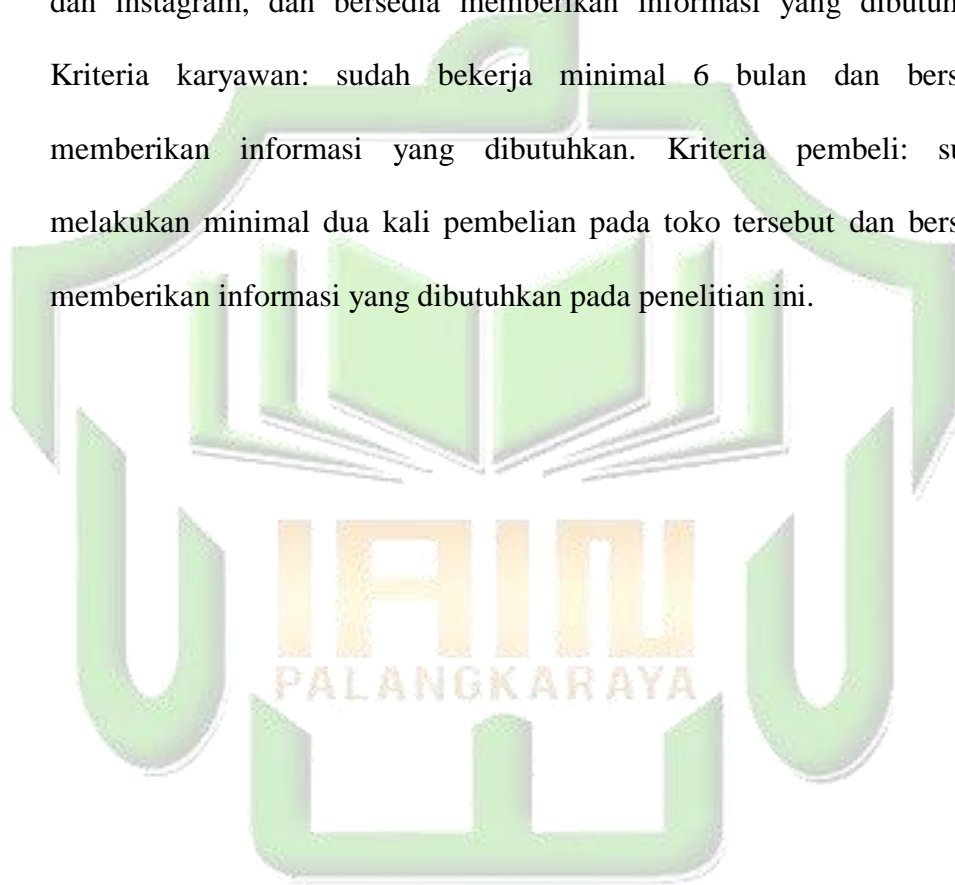 dan instagram, dan bersedia memberikan informasi yang dibutuh
Kriteria karyawan: sudah bekerja minimal 6 bulan dan bers
memberikan informasi yang dibutuhkan. Kriteria pembeli: su
melakukan minimal dua kali pembelian pada toko tersebut dan bers
memberikan informasi yang dibutuhkan pada penelitian ini.
IAIN
PALANGKARAYA